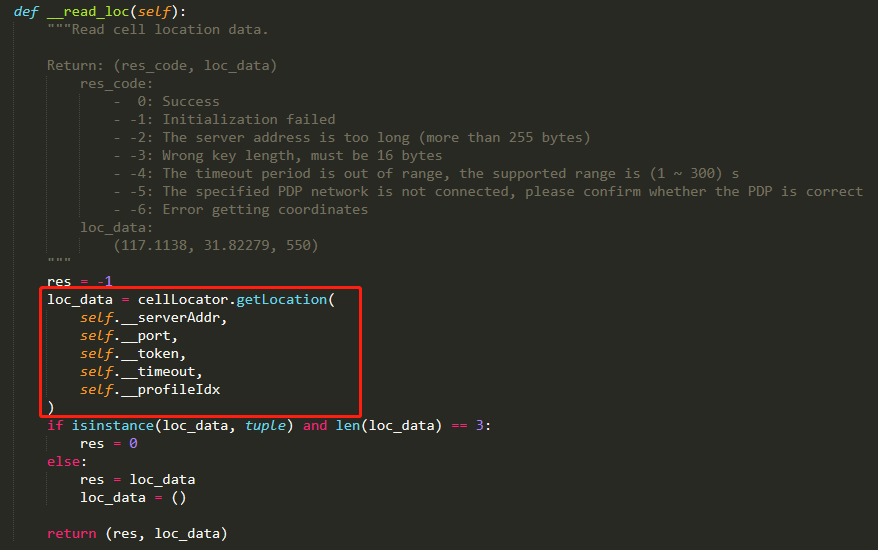 def __read_loc(self):
    """Read cell location data.

    Return: (res_code, loc_data)
        res_code:
            -  0: Success
            - -1: Initialization failed
            - -2: The server address is too long (more than 255 bytes)
            - -3: Wrong key length, must be 16 bytes
            - -4: The timeout period is out of range, the supported range is (1 ~ 300) s
            - -5: The specified PDP network is not connected, please confirm whether the PDP is correct
            - -6: Error getting coordinates
        loc_data:
            (117.1138, 31.82279, 550)
    """
    res = -1
    loc_data = cellLocator.getLocation(
        self.__serverAddr,
        self.__port,
        self.__token,
        self.__timeout,
        self.__profileIdx
    )
    if isinstance(loc_data, tuple) and len(loc_data) == 3:
        res = 0
    else:
        res = loc_data
        loc_data = ()

    return (res, loc_data)